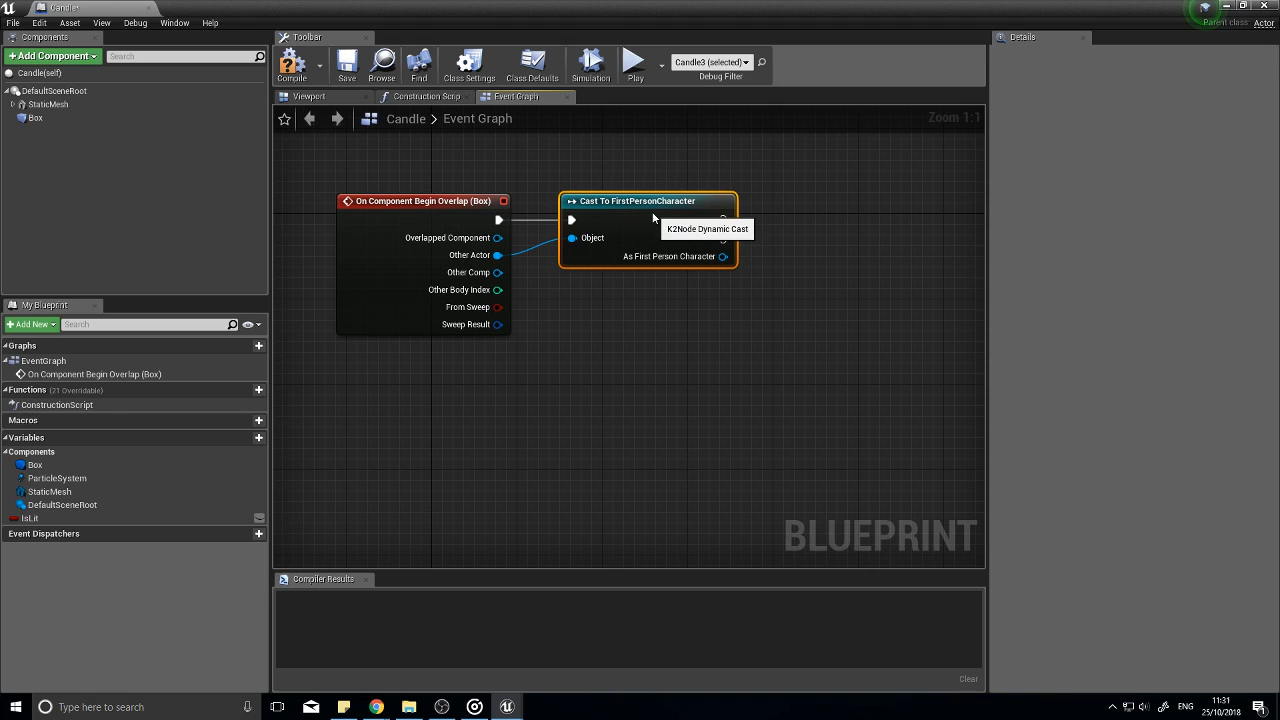 Candle*
File Edit Asset View Debug Window Help
Parent class: Actor
Components
+Add Component Search
Candle(self)
DefaultSceneRoot
StaticMesh
Box
My Blueprint
+Add New Search
Graphs
EventGraph
On Component Begin Overlap (Box)
Functions (21 Overridable)
ConstructionScript
Macros
Variables
Components
Box
ParticleSystem
StaticMesh
DefaultSceneRoot
IsLit
Event Dispatchers
Toolbar
Compile Save Browse Find Class Settings Class Defaults Simulation Play
Candle3 (selected)
Debug Filter
Viewport Construction Scrip Event Graph
Candle > Event Graph
Zoom 1:1
On Component Begin Overlap (Box)
Overlapped Component
Other Actor
Other Comp
Other Body Index
From Sweep
Sweep Result
Cast To FirstPersonCharacter
Object
As First Person Character
K2Node Dynamic Cast
BLUEPRINT
Compiler Results
Clear
Details
Type here to search
ENG
11:31
25/10/2018